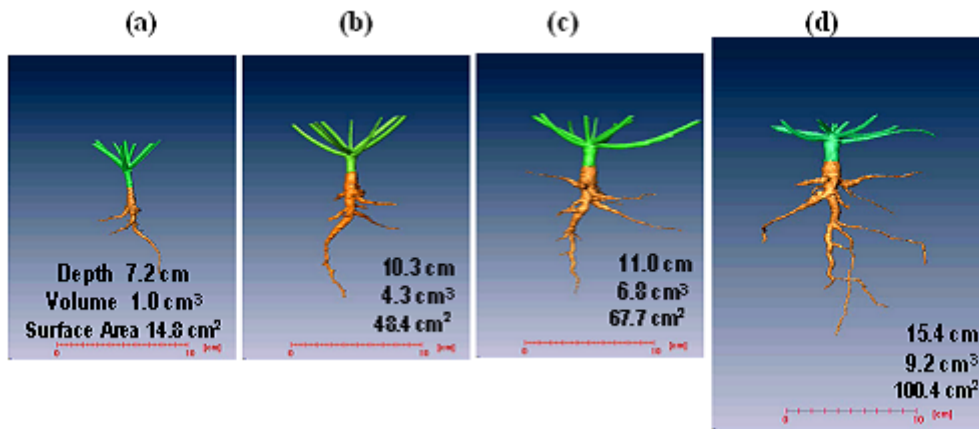 (a)
(b)
(c)
(d)
Depth 7.2 cm
Volume 1.0 cm³
Surface Area 14.8 cm²
0 10 [cm]
10.3 cm
4.3 cm³
48.4 cm²
0 10 [cm]
11.0 cm
6.8 cm³
67.7 cm²
0 10 [cm]
15.4 cm
9.2 cm³
100.4 cm²
0 10 [cm]